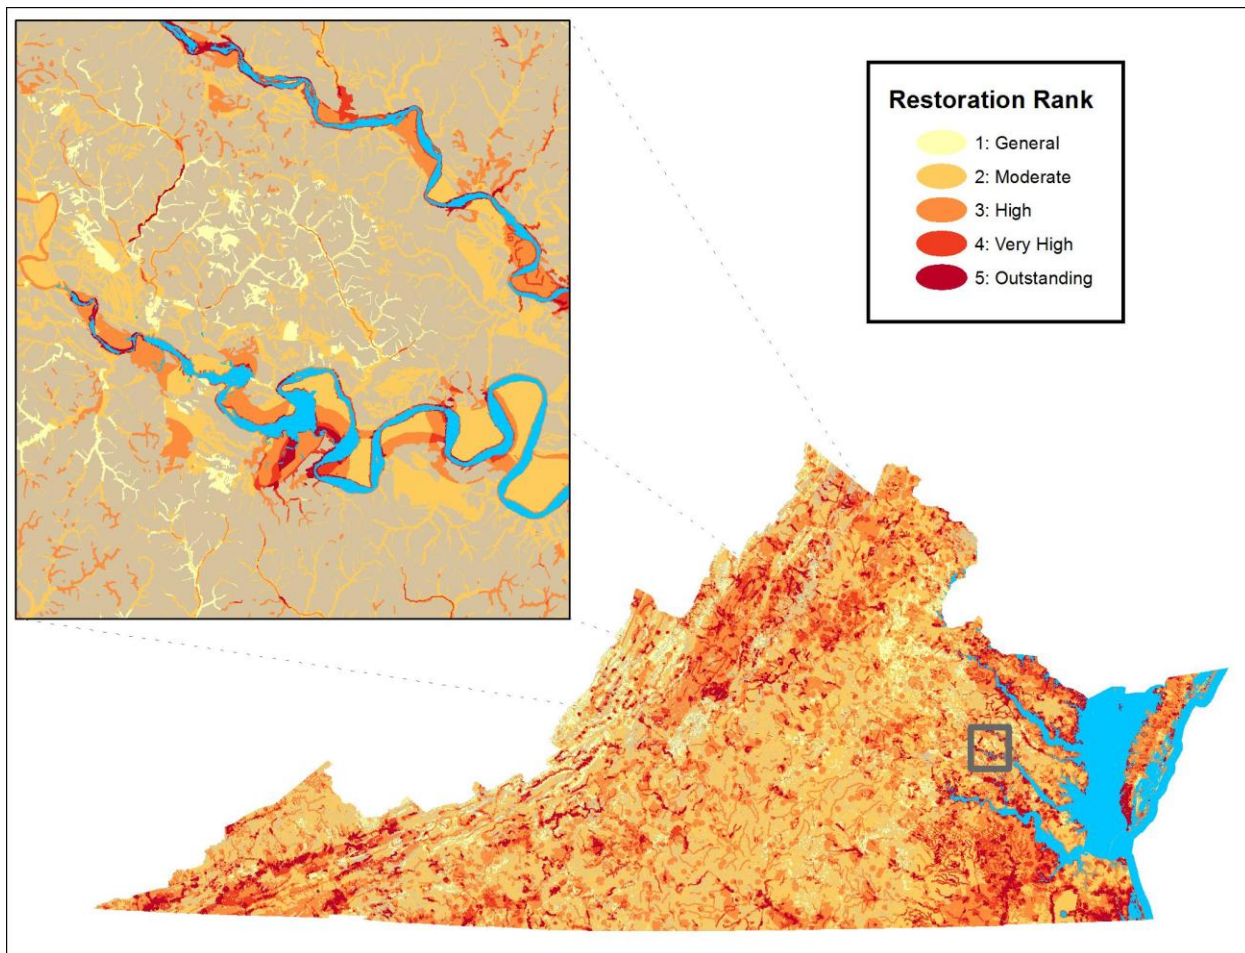 Restoration Rank
1: General
2: Moderate
3: High
4: Very High
5: Outstanding